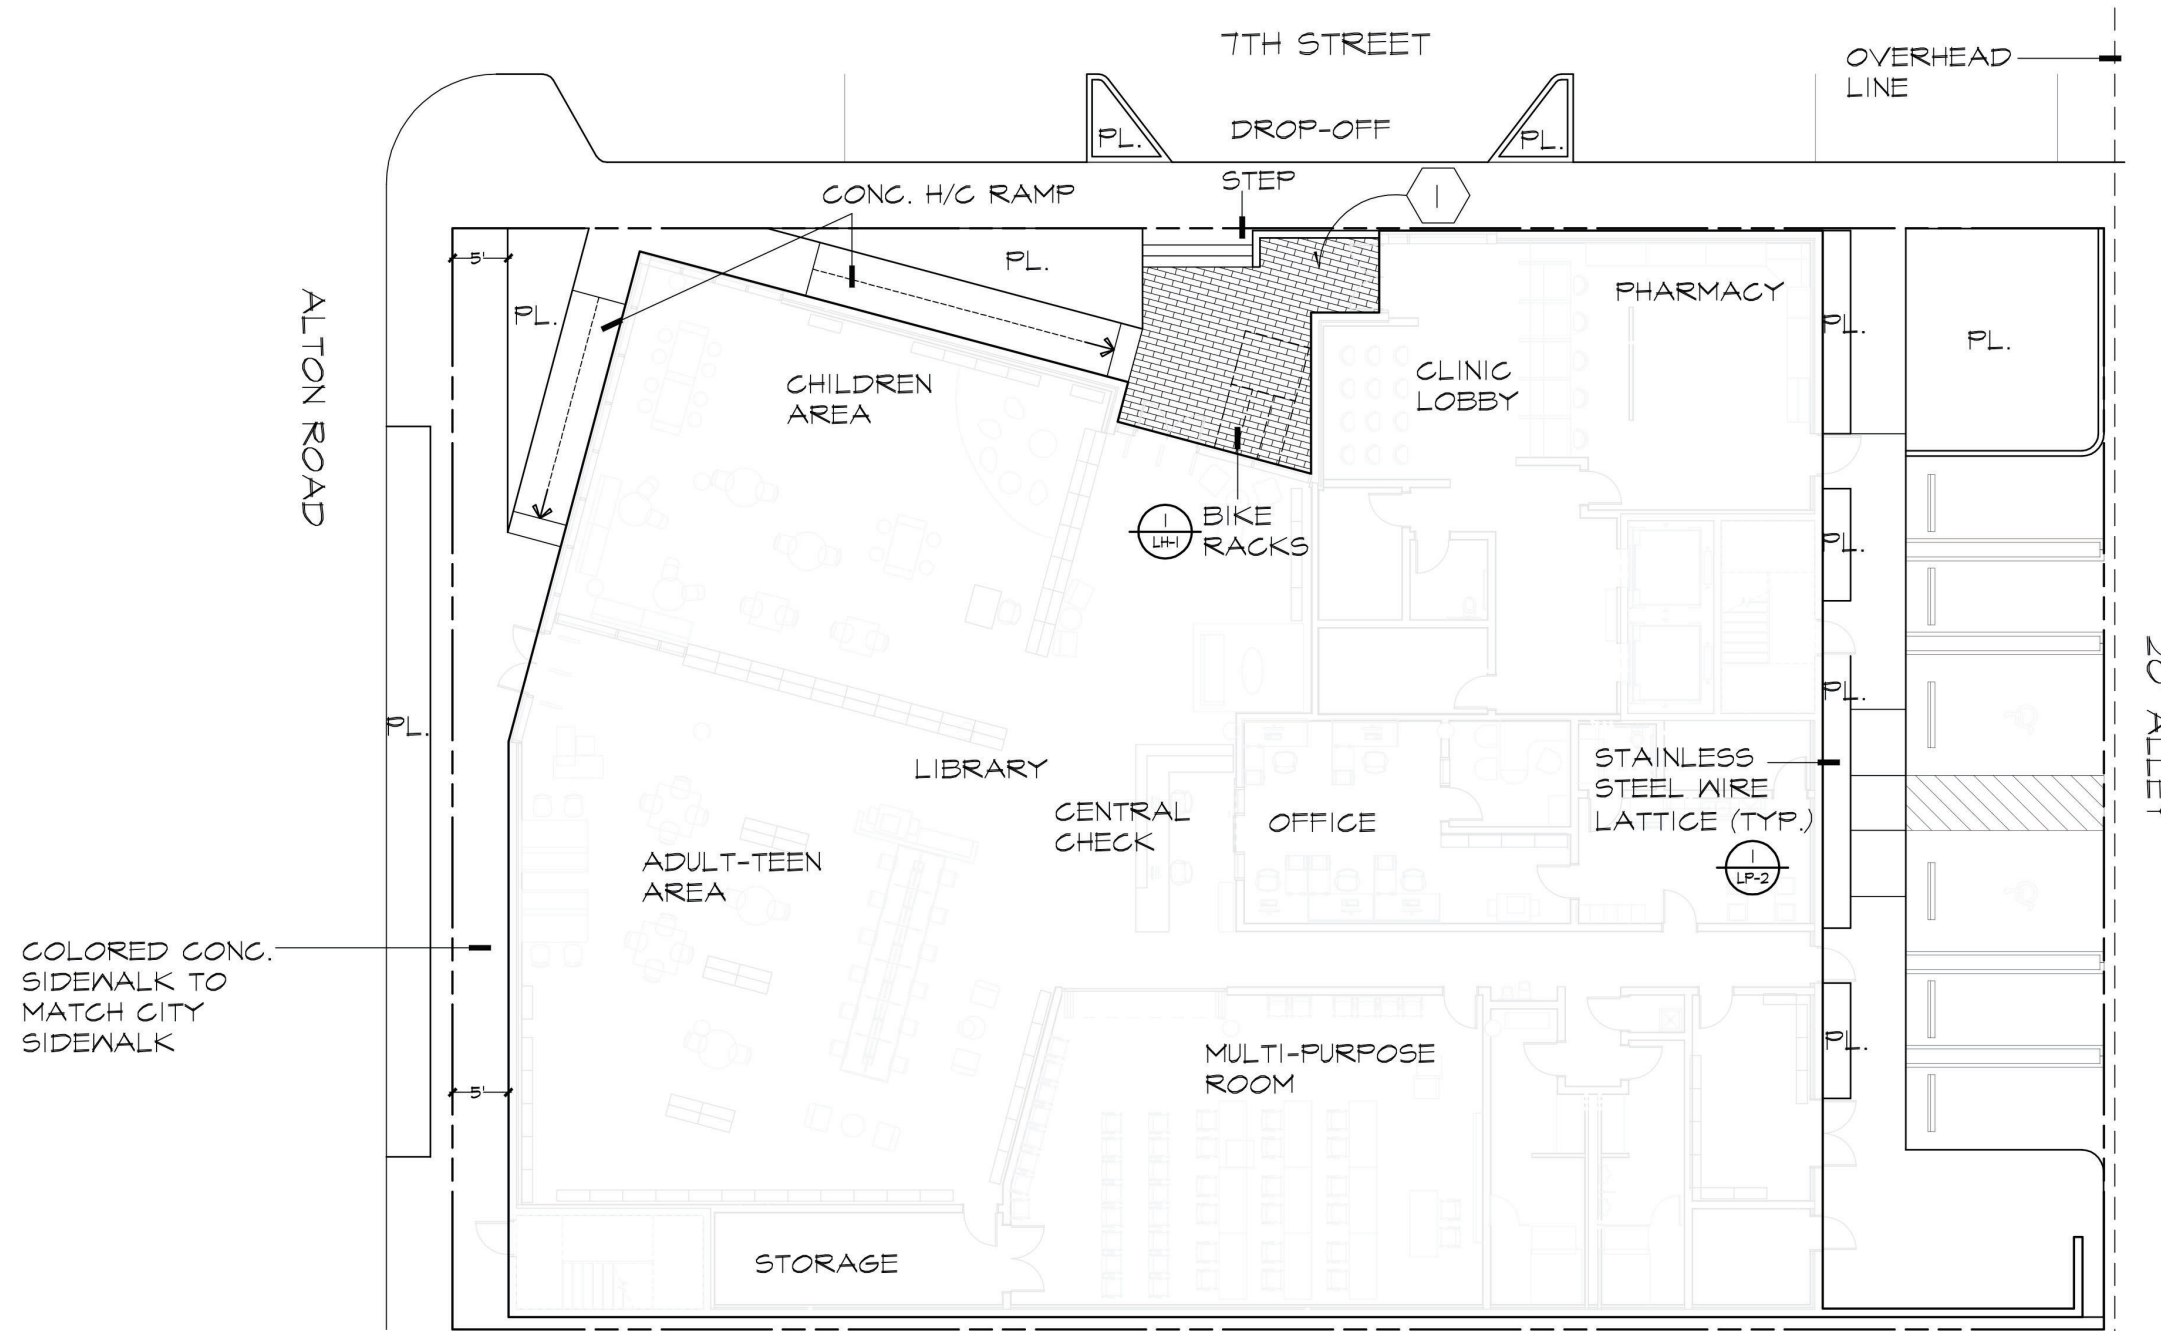 7TH STREET
OVERHEAD
LINE
PL.
DROP-OFF
PL.
STEP
CONC. H/C RAMP
1
5'
PL.
PL.
PHARMACY
PL.
PL.
ALTON ROAD
CHILDREN
AREA
CLINIC
LOBBY
1
LH-1
BIKE
RACKS
PL.
20' ALLEY
PL.
PL.
LIBRARY
STAINLESS
STEEL WIRE
LATTICE (TYP.)
1
LP-2
CENTRAL
CHECK
OFFICE
ADULT-TEEN
AREA
COLORED CONC.
SIDEWALK TO
MATCH CITY
SIDEWALK
PL.
MULTI-PURPOSE
ROOM
5'
STORAGE